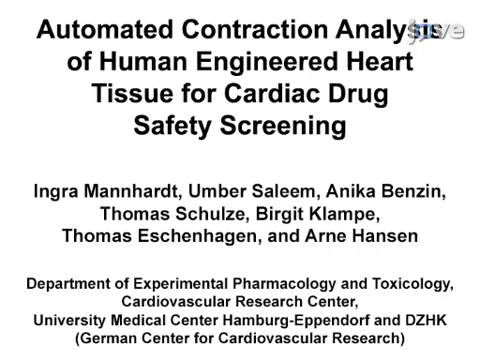 Automated Contraction Analysis
of Human Engineered Heart
Tissue for Cardiac Drug
Safety Screening
Ingra Mannhardt, Umber Saleem, Anika Benzin,
Thomas Schulze, Birgit Klampe,
Thomas Eschenhagen, and Arne Hansen
Department of Experimental Pharmacology and Toxicology,
Cardiovascular Research Center,
University Medical Center Hamburg-Eppendorf and DZHK
(German Center for Cardiovascular Research)